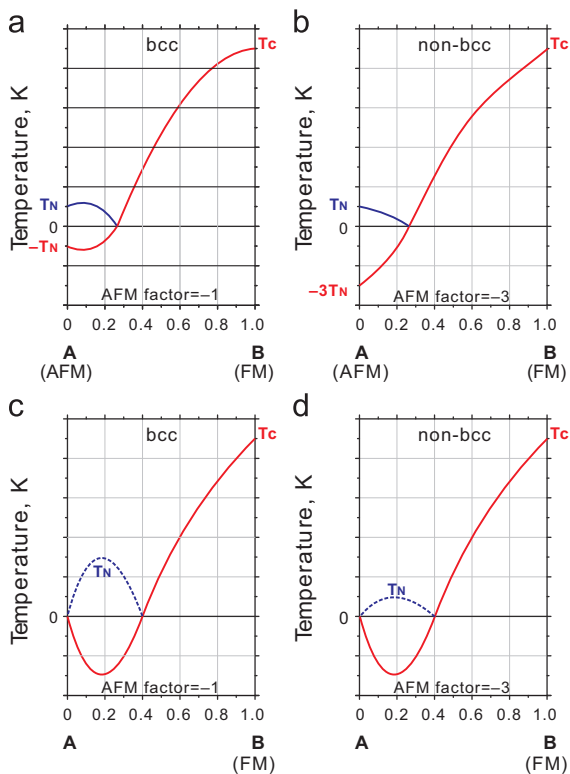 a
bcc
Temperature, K
Tc
TN
0
−TN
AFM factor=−1
0 0.2 0.4 0.6 0.8 1.0
A
(AFM)
B
(FM)
b
non-bcc
Temperature, K
Tc
TN
0
−3TN
AFM factor=−3
0 0.2 0.4 0.6 0.8 1.0
A
(AFM)
B
(FM)
c
bcc
Temperature, K
Tc
TN
0
AFM factor=−1
0 0.2 0.4 0.6 0.8 1.0
A
B
(FM)
d
non-bcc
Temperature, K
Tc
TN
0
AFM factor=−3
0 0.2 0.4 0.6 0.8 1.0
A
B
(FM)